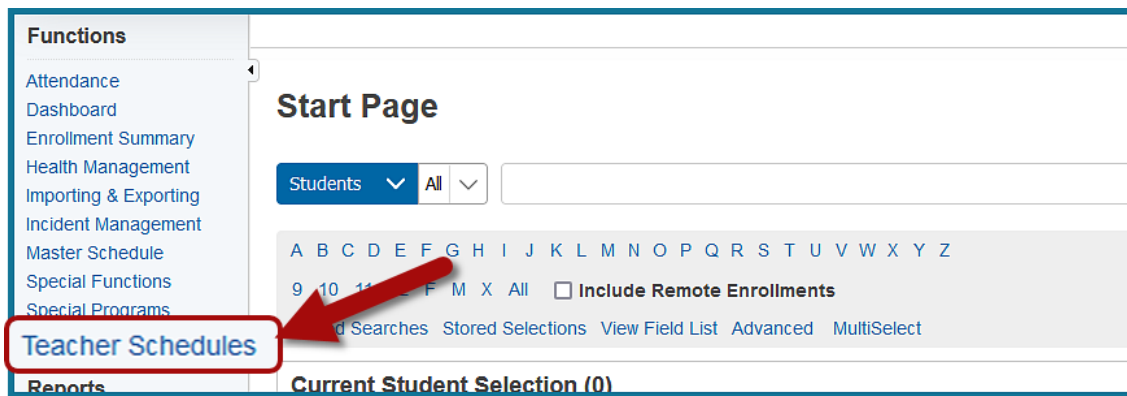 Functions
Attendance
Dashboard
Enrollment Summary
Health Management
Importing & Exporting
Incident Management
Master Schedule
Special Functions
Special Programs
Teacher Schedules
Reports
Start Page
Students All
A B C D E F G H I J K L M N O P Q R S T U V W X Y Z
9 10 11 F M X All Include Remote Enrollments
Searches Stored Selections View Field List Advanced MultiSelect
Current Student Selection (0)